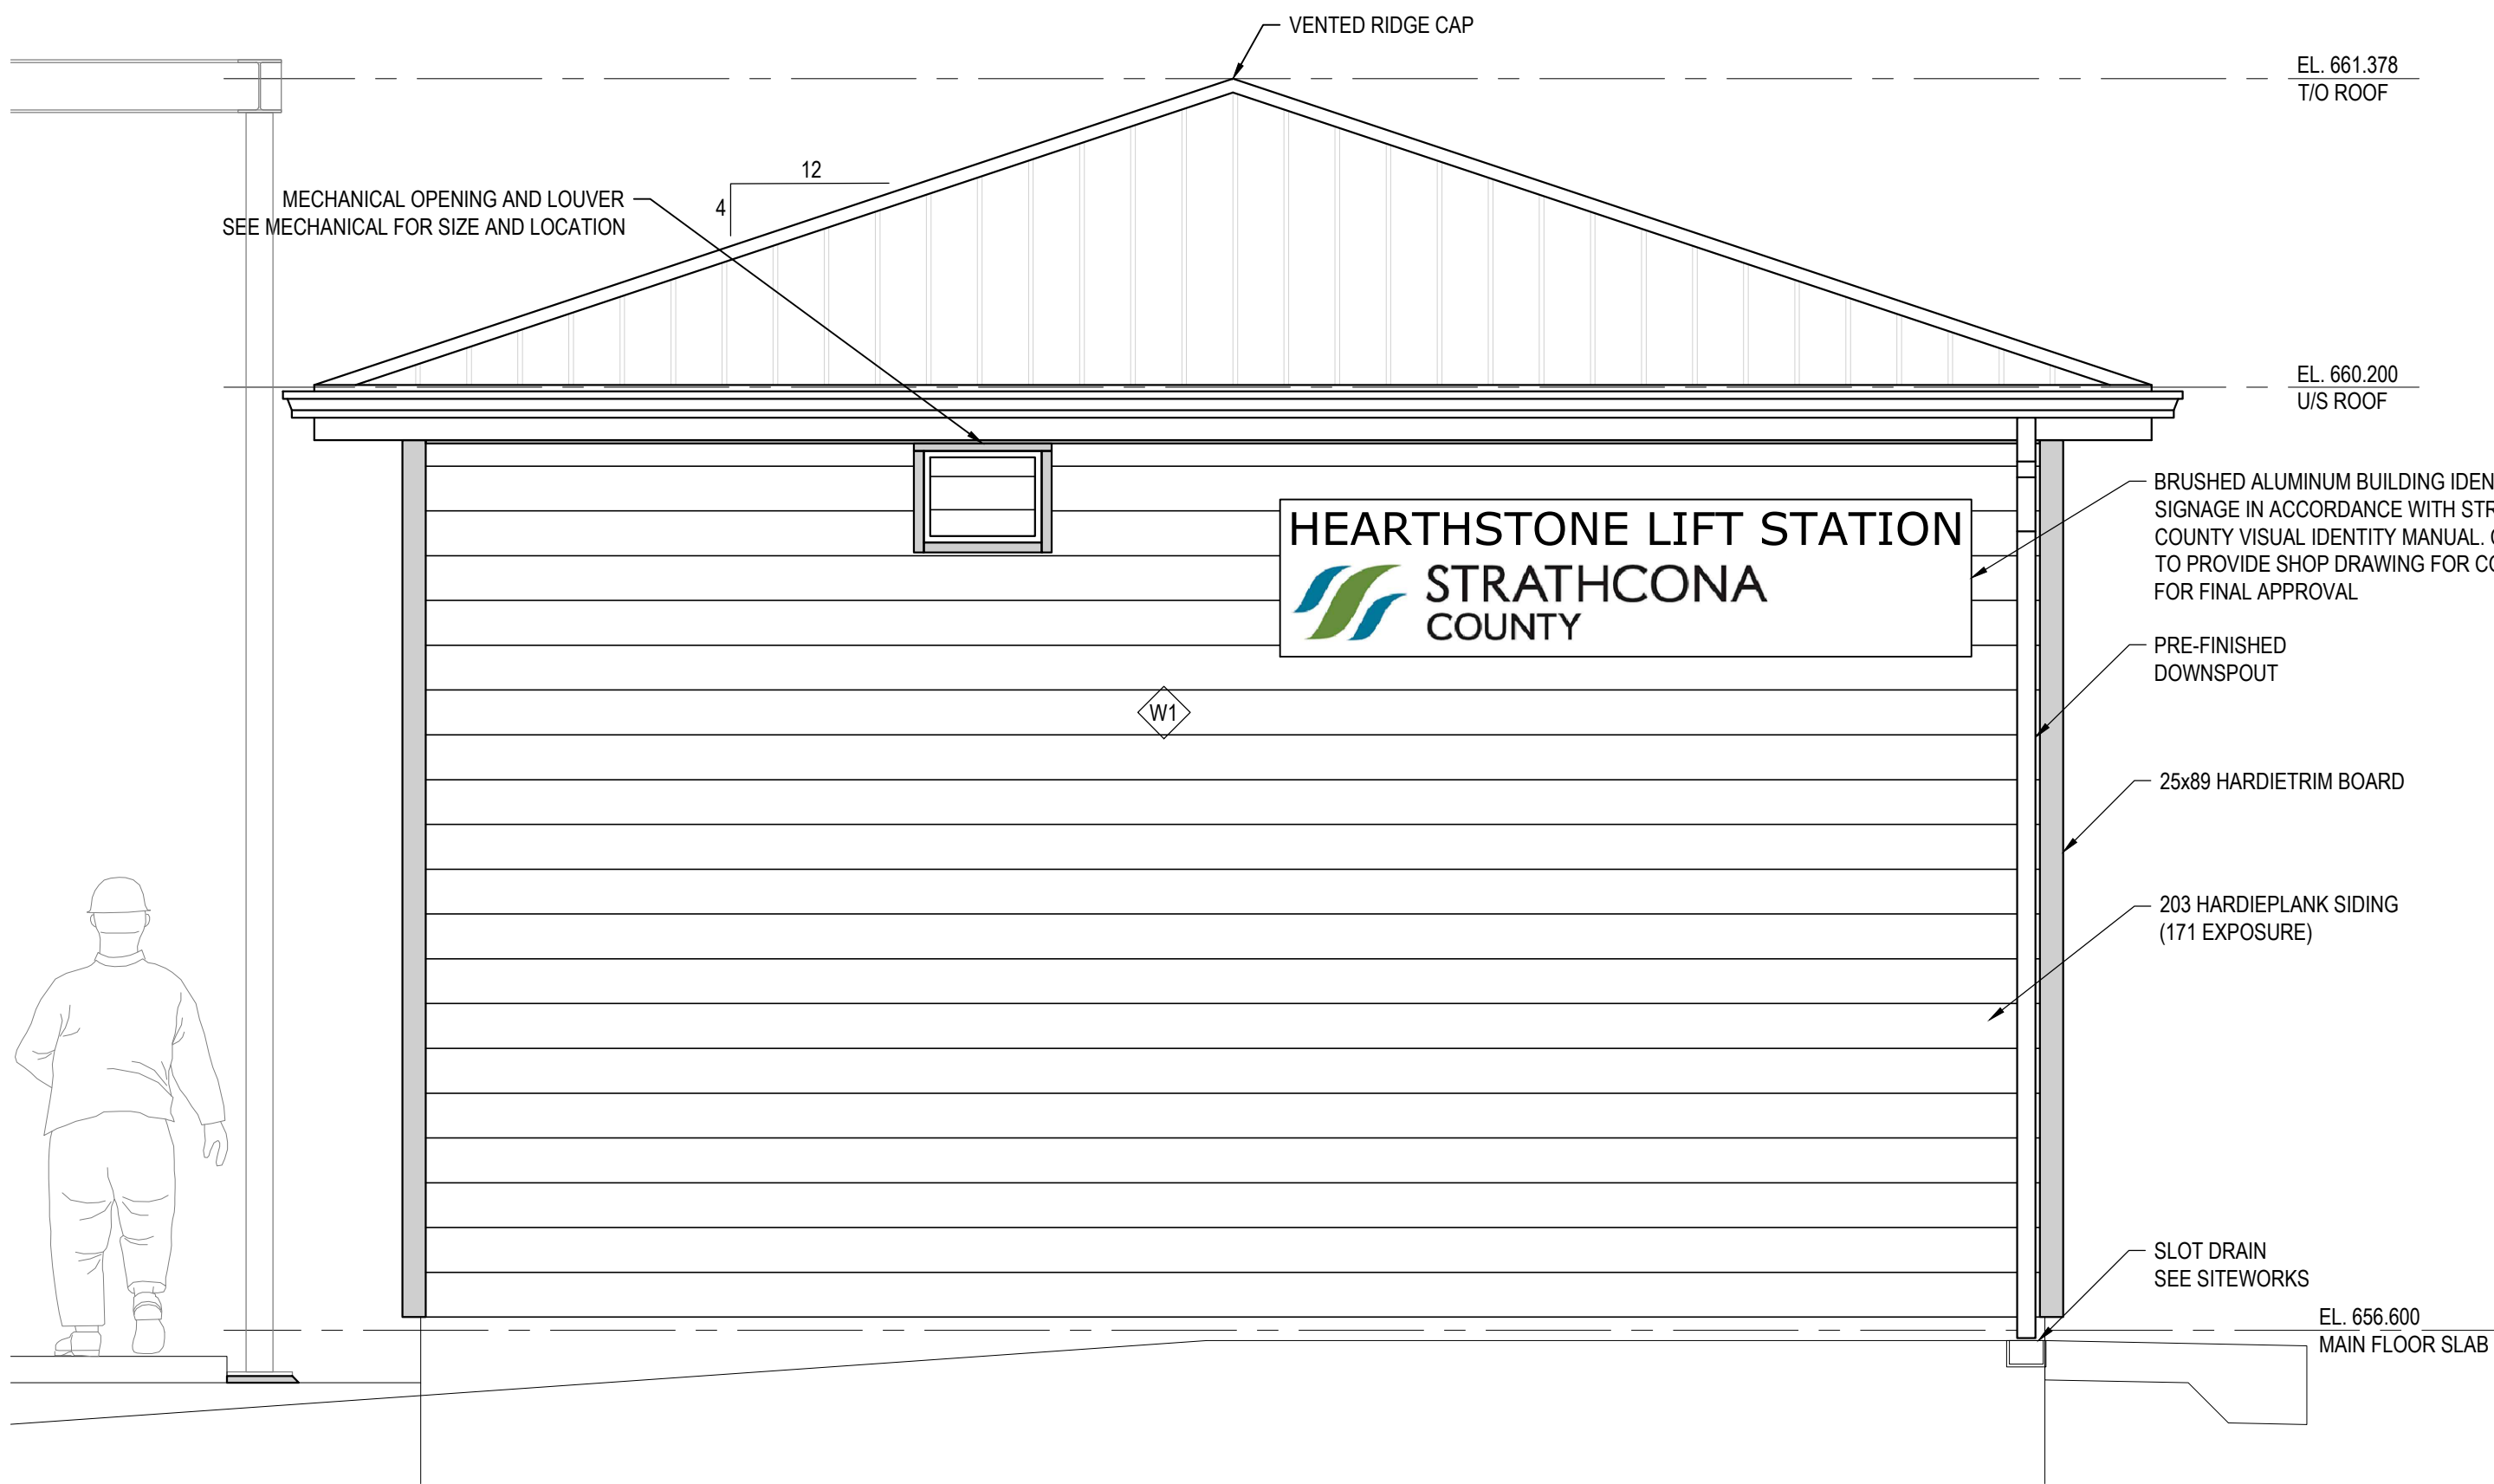 VENTED RIDGE CAP
EL. 661.378
T/O ROOF
12
4
MECHANICAL OPENING AND LOUVER
SEE MECHANICAL FOR SIZE AND LOCATION
EL. 660.200
U/S ROOF
BRUSHED ALUMINUM BUILDING
SIGNAGE IN ACCORDANCE WITH
COUNTY VISUAL IDENTITY MANUAL.
TO PROVIDE SHOP DRAWING FOR
FOR FINAL APPROVAL
HEARTHSTONE LIFT STATION
STRATHCONA
COUNTY
PRE-FINISHED
DOWNSPOUT
W1
25x89 HARDIETRIM BOARD
203 HARDIEPLANK SIDING
(171 EXPOSURE)
SLOT DRAIN
SEE SITEWORKS
EL. 656.600
MAIN FLOOR SLAB